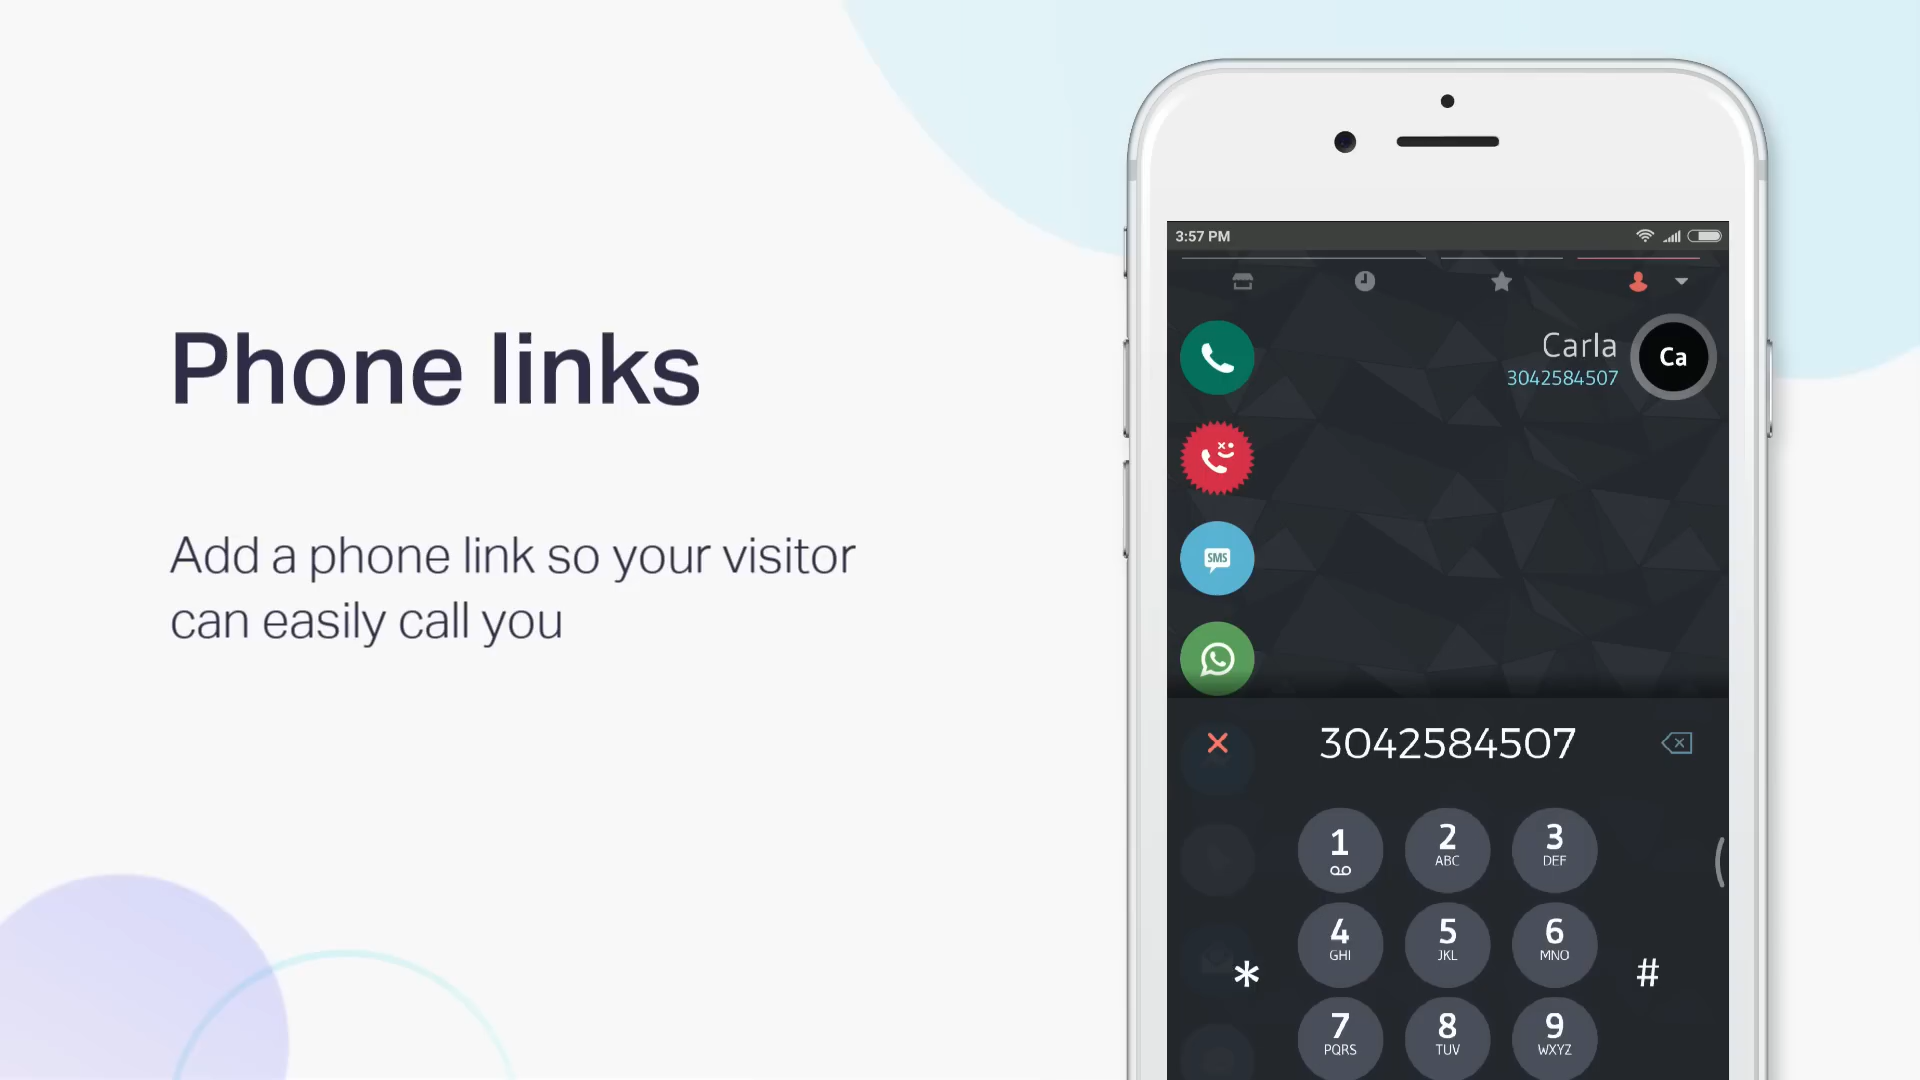 Phone links
Add a phone link so your visitor
can easily call you
3:57 PM
Carla
3042584507
Ca
SMS
3042584507
1
2
ABC
3
DEF
4
GHI
5
JKL
6
MNO
*
#
7
PQRS
8
TUV
9
WXYZ